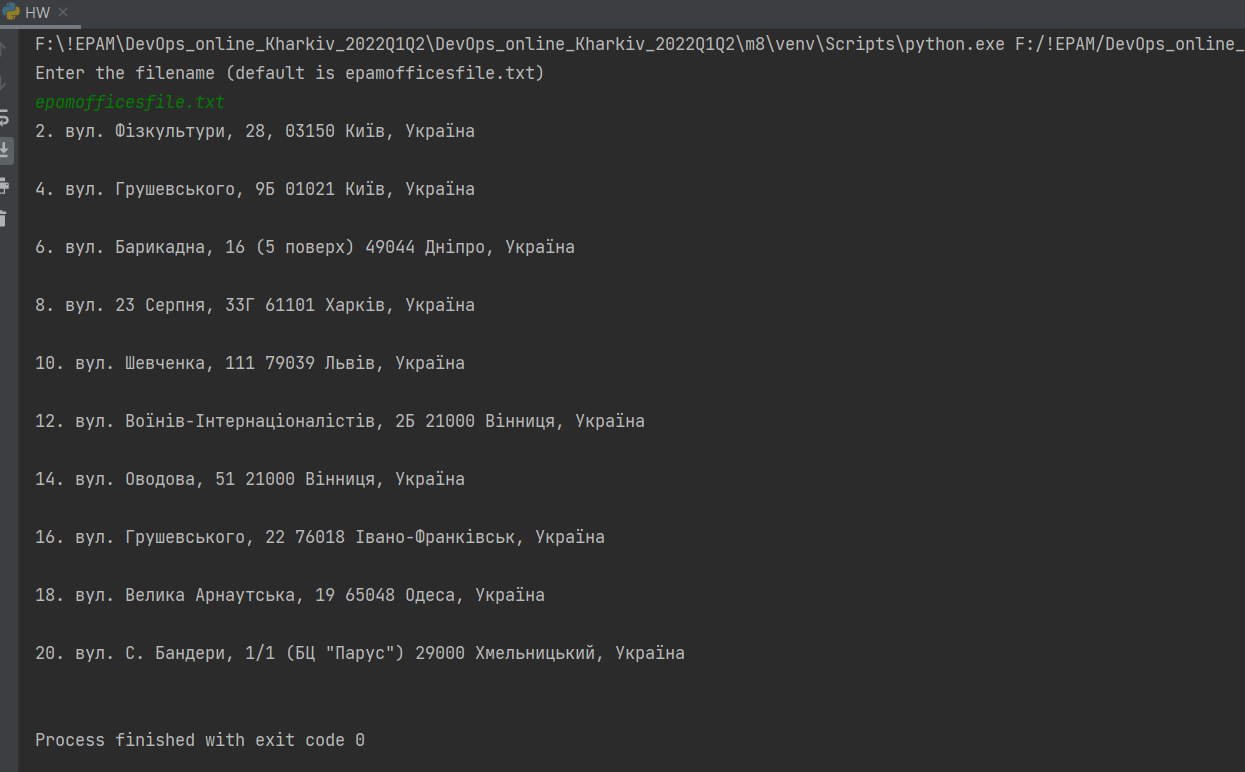 HW
F:\!EPAM\DevOps_online_Kharkiv_2022Q1Q2\DevOps_online_Kharkiv_2022Q1Q2\m8\venv\Scripts\python.exe F:/!EPAM/DevOps_online_
Enter the filename (default is epamofficesfile.txt)
epamofficesfile.txt
2. вул. Фізкультури, 28, 03150 Київ, Україна
4. вул. Грушевського, 9Б 01021 Київ, Україна
6. вул. Барикадна, 16 (5 поверх) 49044 Дніпро, Україна
8. вул. 23 Серпня, 33Г 61101 Харків, Україна
10. вул. Шевченка, 111 79039 Львів, Україна
12. вул. Воїнів-Інтернаціоналістів, 2Б 21000 Вінниця, Україна
14. вул. Оводова, 51 21000 Вінниця, Україна
16. вул. Грушевського, 22 76018 Івано-Франківськ, Україна
18. вул. Велика Арнаутська, 19 65048 Одеса, Україна
20. вул. С. Бандери, 1/1 (БЦ "Парус") 29000 Хмельницький, Україна
Process finished with exit code 0